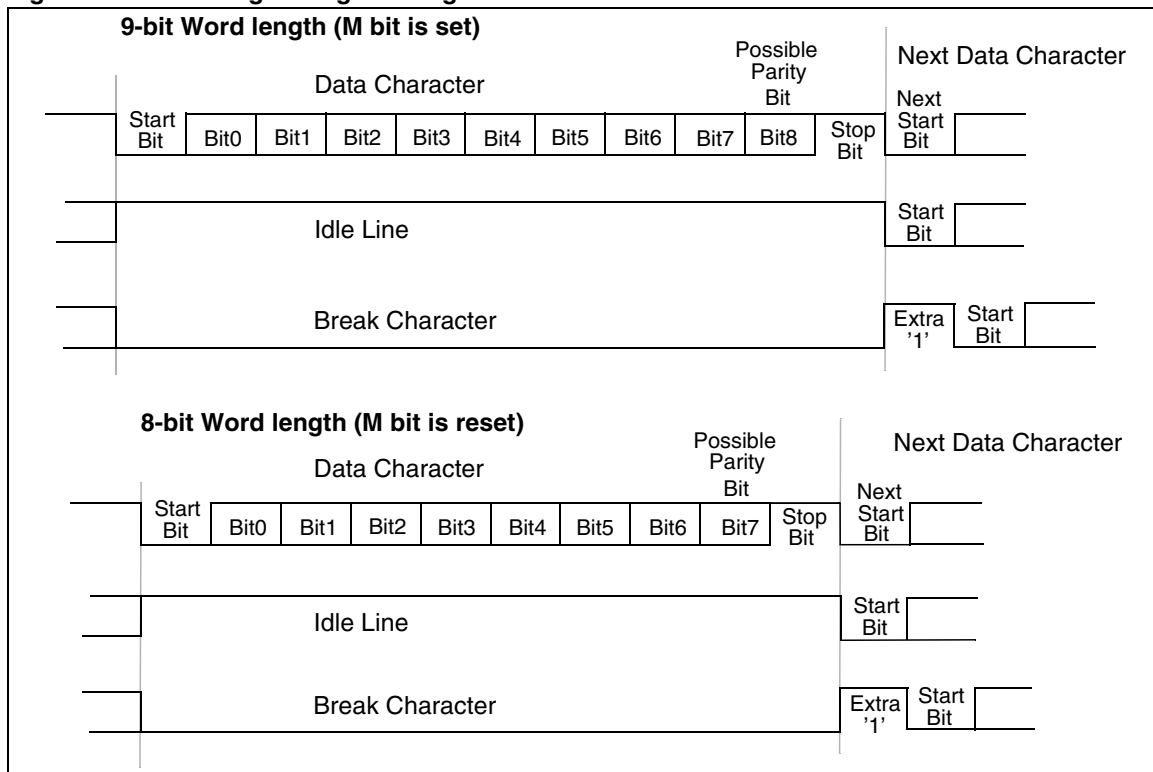 9-bit Word length (M bit is set)
Possible
Parity
Bit
Next Data Character
Data Character
Start
Bit
Bit0
Bit1
Bit2
Bit3
Bit4
Bit5
Bit6
Bit7
Bit8
Stop
Bit
Next
Start
Bit
Idle Line
Start
Bit
Break Character
Extra
'1'
Start
Bit
8-bit Word length (M bit is reset)
Possible
Parity
Bit
Next Data Character
Data Character
Start
Bit
Bit0
Bit1
Bit2
Bit3
Bit4
Bit5
Bit6
Bit7
Stop
Bit
Next
Start
Bit
Idle Line
Start
Bit
Break Character
Extra
'1'
Start
Bit